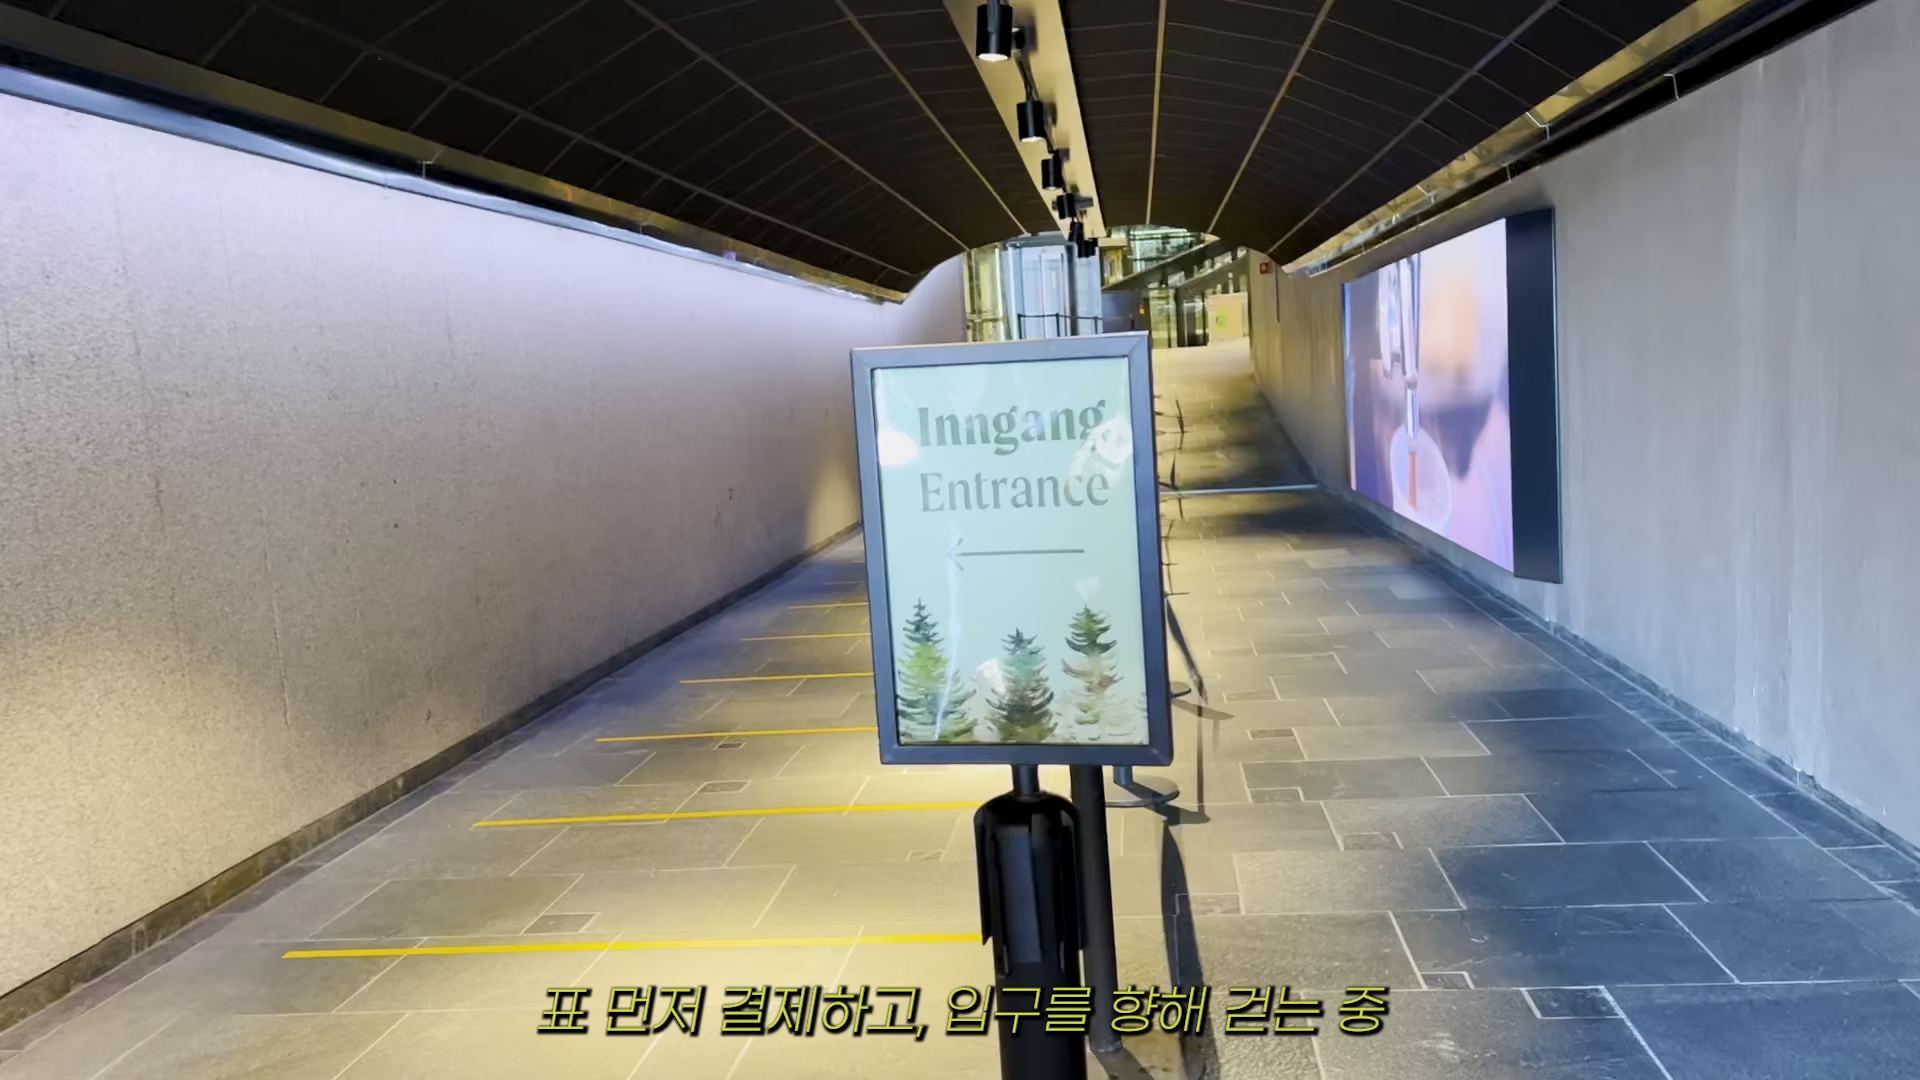 Inngang
Entrance
표 먼저 결제하고, 입구를 향해 걷는 중